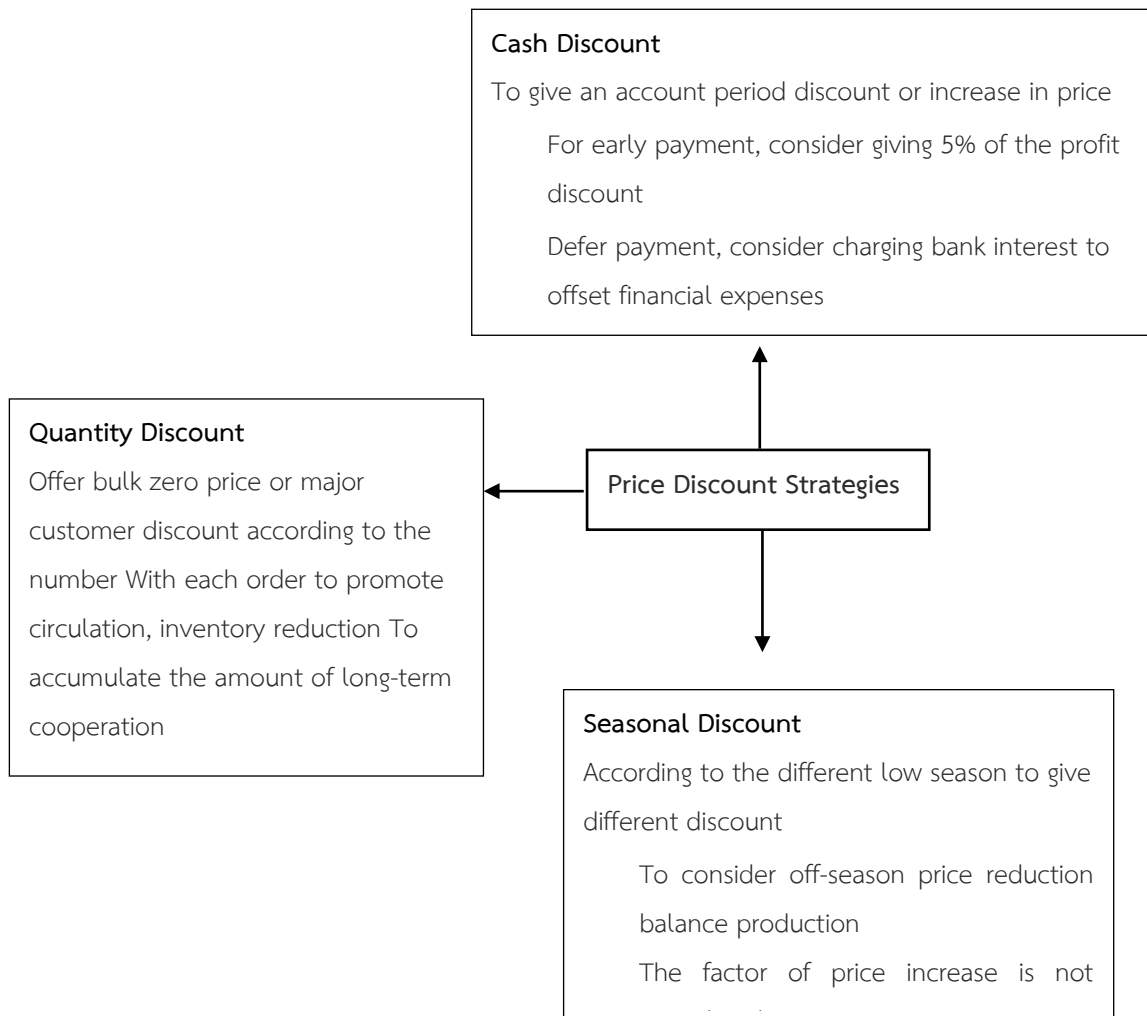 Cash Discount
To give an account period discount or increase in price
For early payment, consider giving 5% of the profit
discount
Defer payment, consider charging bank interest to
offset financial expenses
Quantity Discount
Offer bulk zero price or major
customer discount according to the
number With each order to promote
circulation, inventory reduction To
accumulate the amount of long-term
cooperation
Price Discount Strategies
Seasonal Discount
According to the different low season to give
different discount
To consider off-season price reduction
balance production
The factor of price increase is not